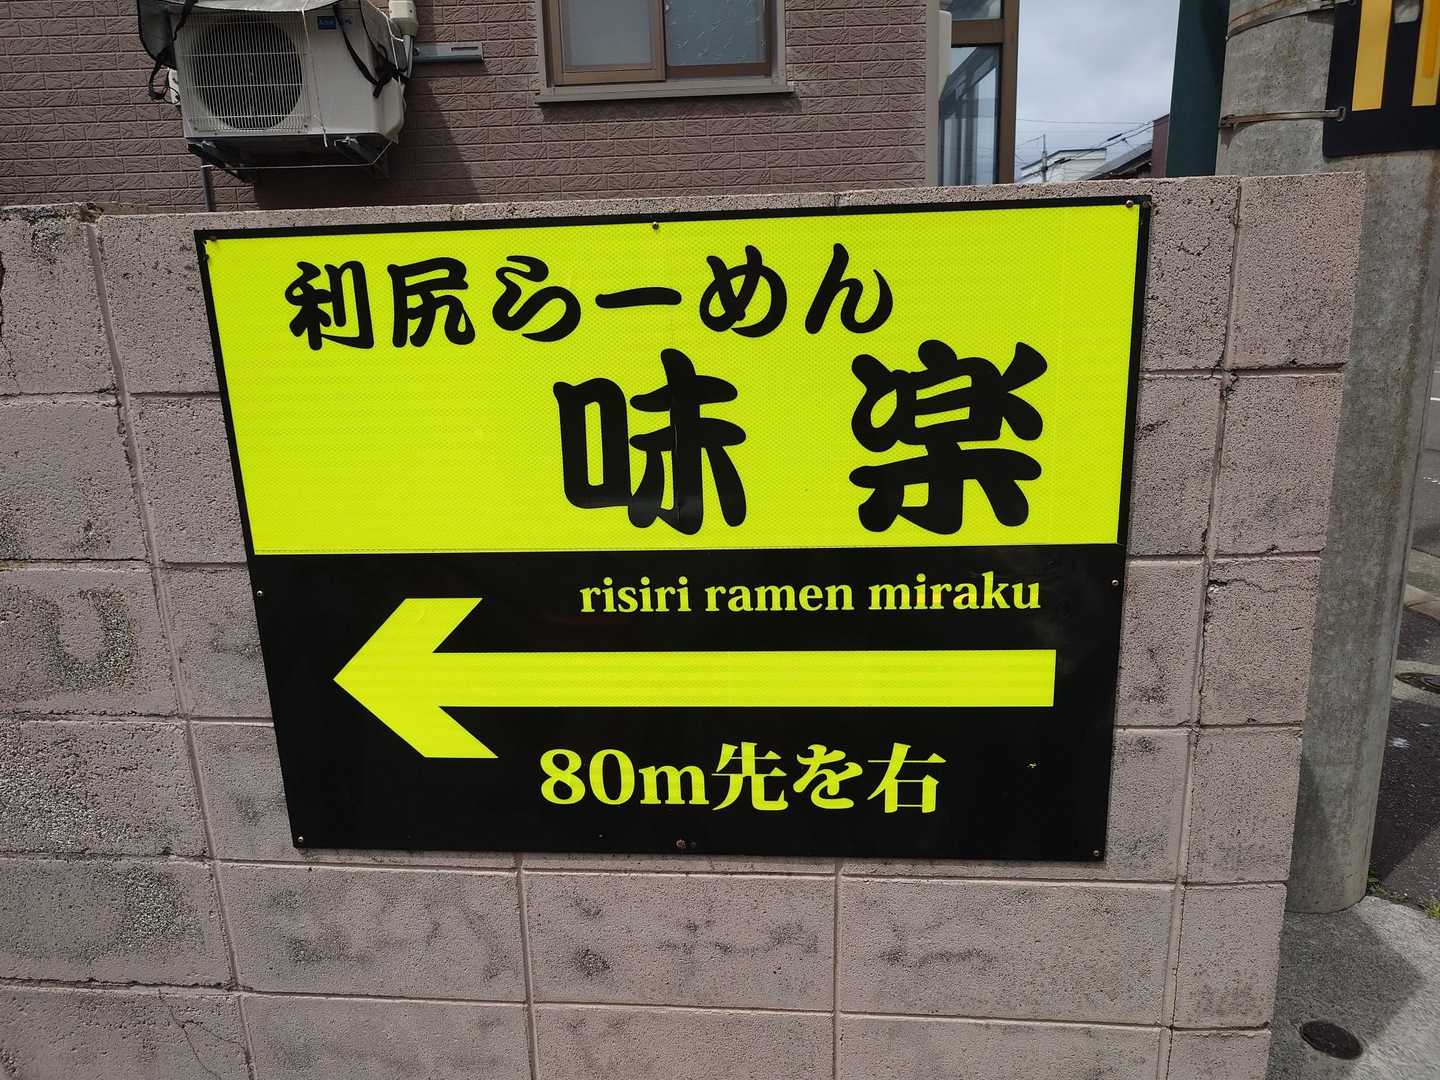 利尻らーめん
味楽
risiri ramen miraku
80m先を右